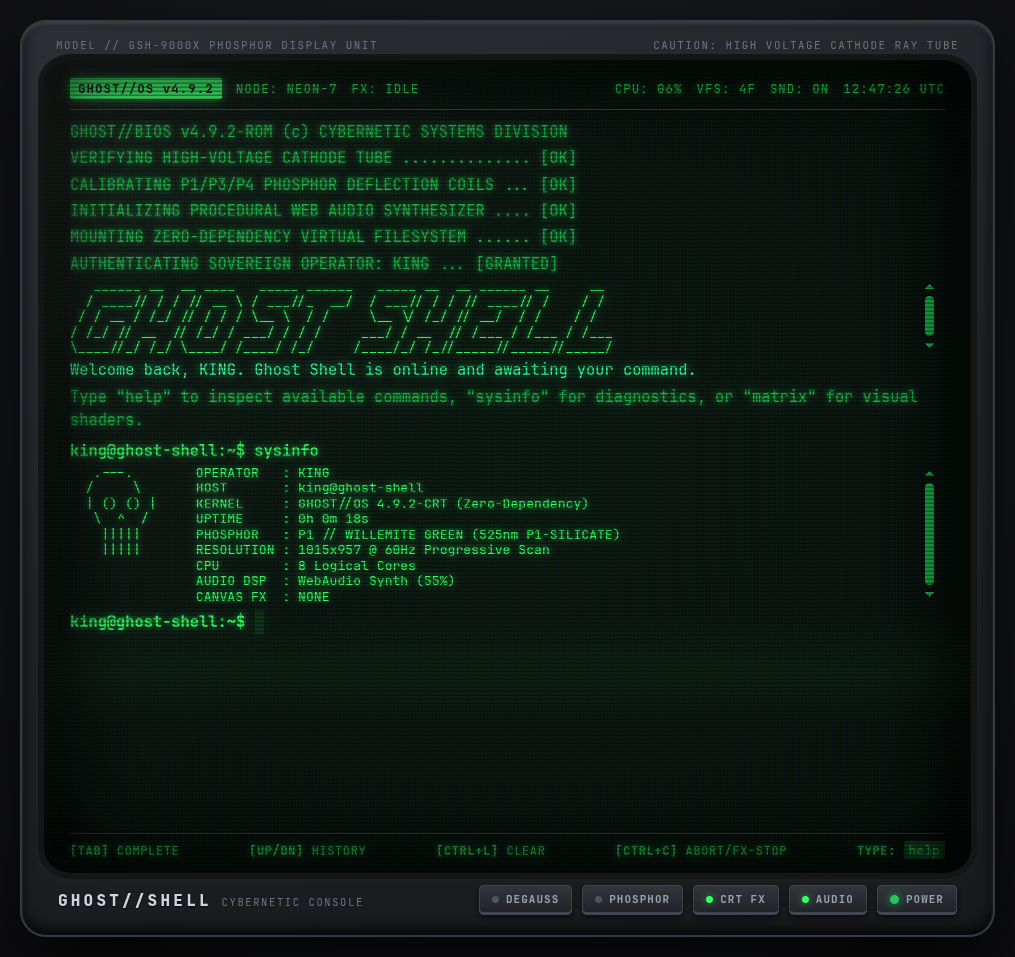 MODEL // GSH-9000X PHOSPHOR DISPLAY UNIT CAUTION: HIGH VOLTAGE CATHODE RAY TUBE
GHOST//OS v4.9.2 NODE: NEON-7 FX: IDLE CPU: 06% VFS: 4F SND: ON 12:47:26 UTC
GHOST//BIOS v4.9.2-ROM (c) CYBERNETIC SYSTEMS DIVISION
VERIFYING HIGH-VOLTAGE CATHODE TUBE .............. [OK]
CALIBRATING P1/P3/P4 PHOSPHOR DEFLECTION COILS ... [OK]
INITIALIZING PROCEDURAL WEB AUDIO SYNTHESIZER .... [OK]
MOUNTING ZERO-DEPENDENCY VIRTUAL FILESYSTEM ...... [OK]
AUTHENTICATING SOVEREIGN OPERATOR: KING ... [GRANTED]
GHOST SHELL
Welcome back, KING. Ghost Shell is online and awaiting your command.
Type "help" to inspect available commands, "sysinfo" for diagnostics, or "matrix" for visual
shaders.
king@ghost-shell:~$ sysinfo
OPERATOR : KING
HOST : king@ghost-shell
KERNEL : GHOST//OS 4.9.2-CRT (Zero-Dependency)
UPTIME : 0h 0m 18s
PHOSPHOR : P1 // WILLEMITE GREEN (525nm P1-SILICATE)
RESOLUTION : 1015x957 @ 60Hz Progressive Scan
CPU : 8 Logical Cores
AUDIO DSP : WebAudio Synth (55%)
CANVAS FX : NONE
king@ghost-shell:~$
[TAB] COMPLETE [UP/DN] HISTORY [CTRL+L] CLEAR [CTRL+C] ABORT/FX-STOP TYPE: help
GHOST//SHELL CYBERNETIC CONSOLE DEGAUSS PHOSPHOR CRT FX AUDIO POWER